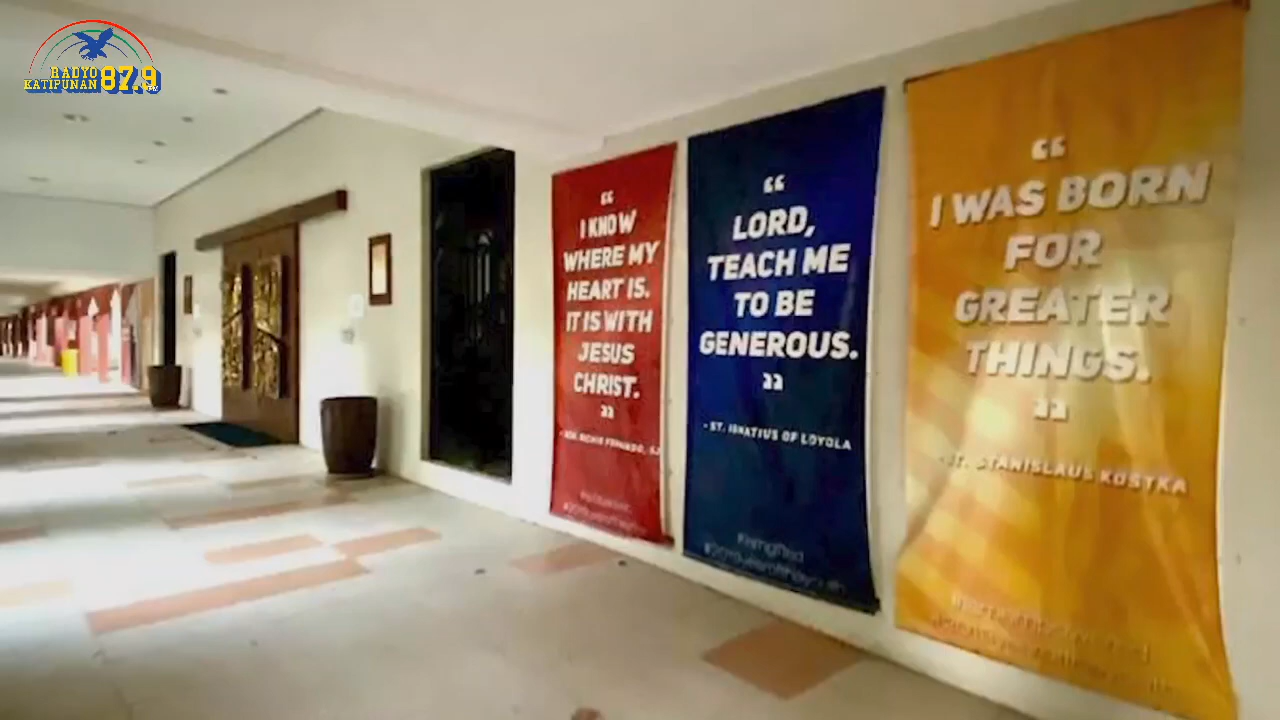 RADYO
KATIPUNAN 87.9
“
I KNOW
WHERE MY
HEART IS.
IT IS WITH
JESUS
CHRIST.
”
SJ
“
LORD,
TEACH ME
TO BE
GENEROUS.
”
- ST. IGNATIUS OF LOYOLA
“
I WAS BORN
FOR
GREATER
THINGS.
”
- ST. STANISLAUS KOSTKA